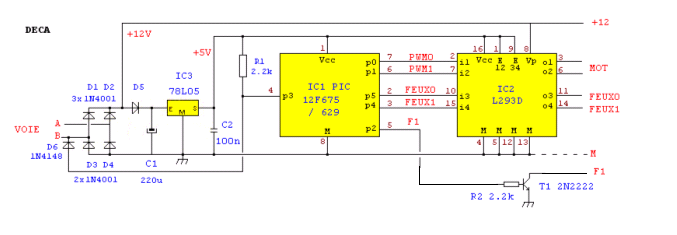 DECA
+12
+12V
+5V
R1
2.2k
IC3
78L05
E
S
M
D1 D2
3x1N4001
D5
VOIE
A
B
D6
1N4148
D3 D4
2x1N4001
C1
220u
C2
100n
1
Vcc
4
p3
IC1 PIC
12F675
/ 629
p0
p1
p5
p4
p2
M
8
7
6
2
3
5
PWM0
PWM1
FEUX0
FEUX1
F1
2
7
10
15
16
1
9
8
Vcc
E
E
Vp
12
34
i1
i2
i3
i4
IC2
L293D
o1
o2
o3
o4
3
6
11
14
MOT
FEUX0
FEUX1
M
M
M
M
4
5
12
13
M
F1
T1 2N2222
R2 2.2k